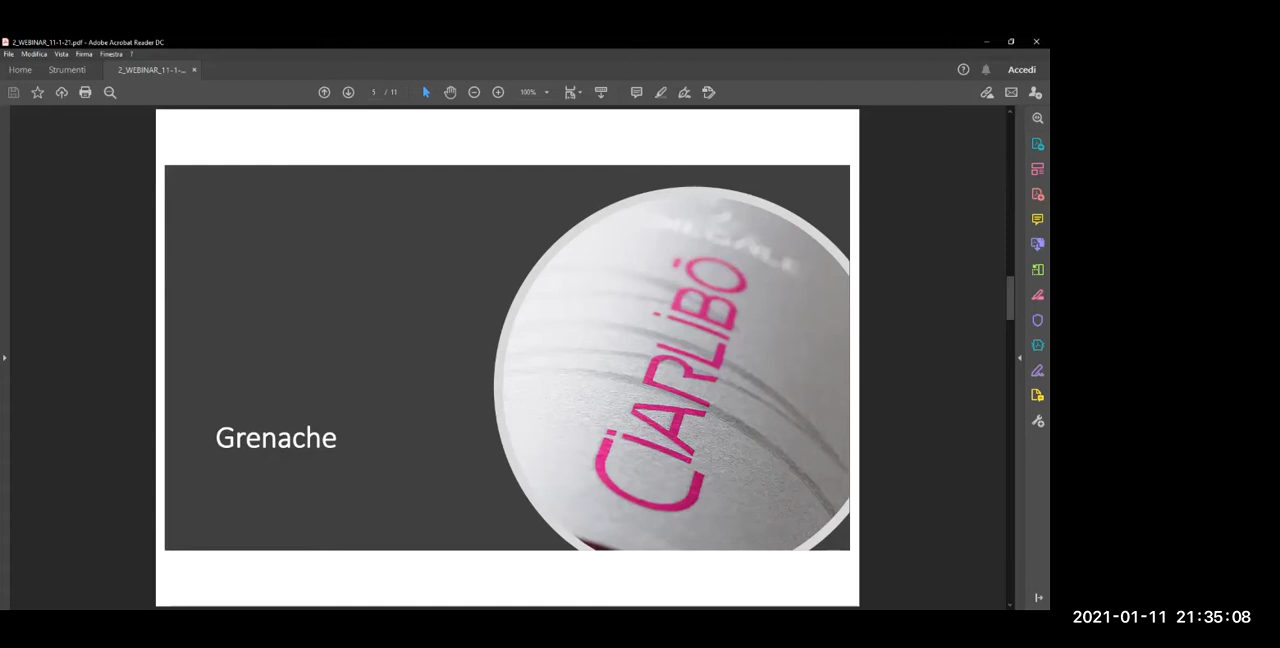 2_WEBINAR_11-1-21.pdf - Adobe Acrobat Reader DC
File Modifica Vista Firma Finestra ?
Home Strumenti 2_WEBINAR_11-1-... × Accedi
5 / 11 100%
CiARLiBÒ
Grenache
2021-01-11 21:35:08